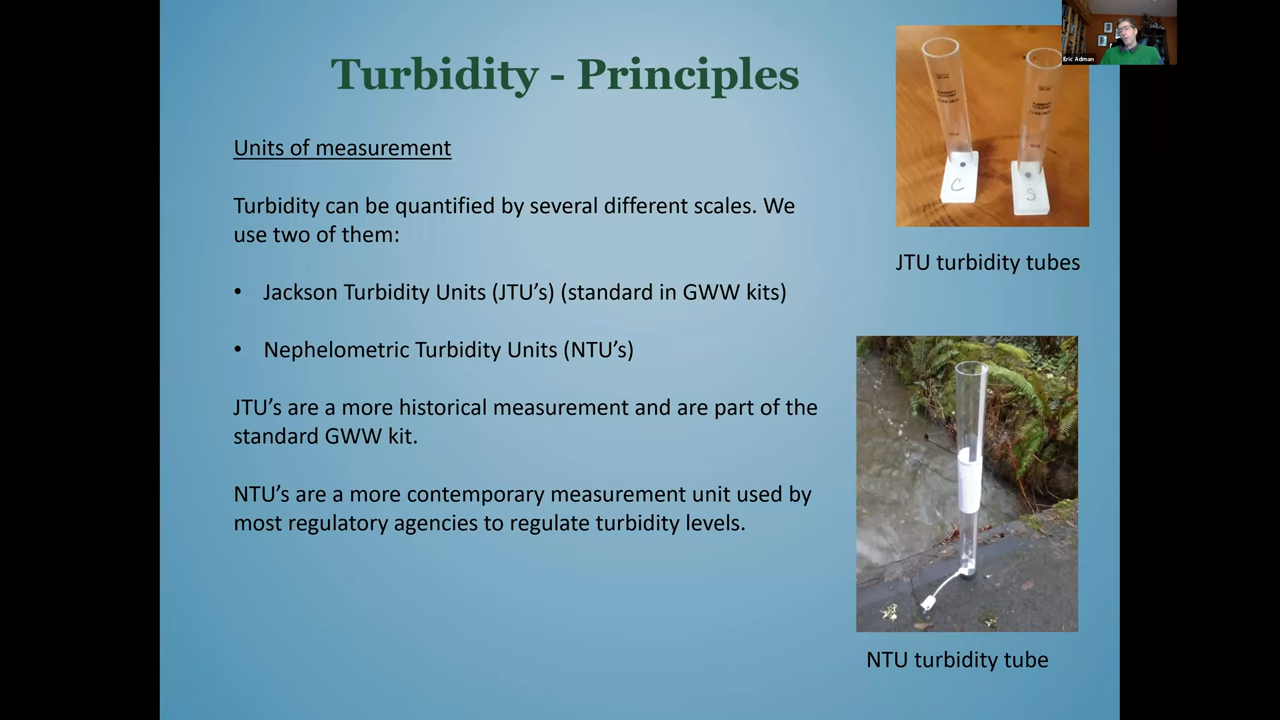 Turbidity - Principles
Eric Adman
Units of measurement
Turbidity can be quantified by several different scales. We
use two of them:
• Jackson Turbidity Units (JTU's) (standard in GWW kits)
• Nephelometric Turbidity Units (NTU’s)
JTU’s are a more historical measurement and are part of the
standard GWW kit.
NTU’s are a more contemporary measurement unit used by
most regulatory agencies to regulate turbidity levels.
C
S
JTU turbidity tubes
NTU turbidity tube